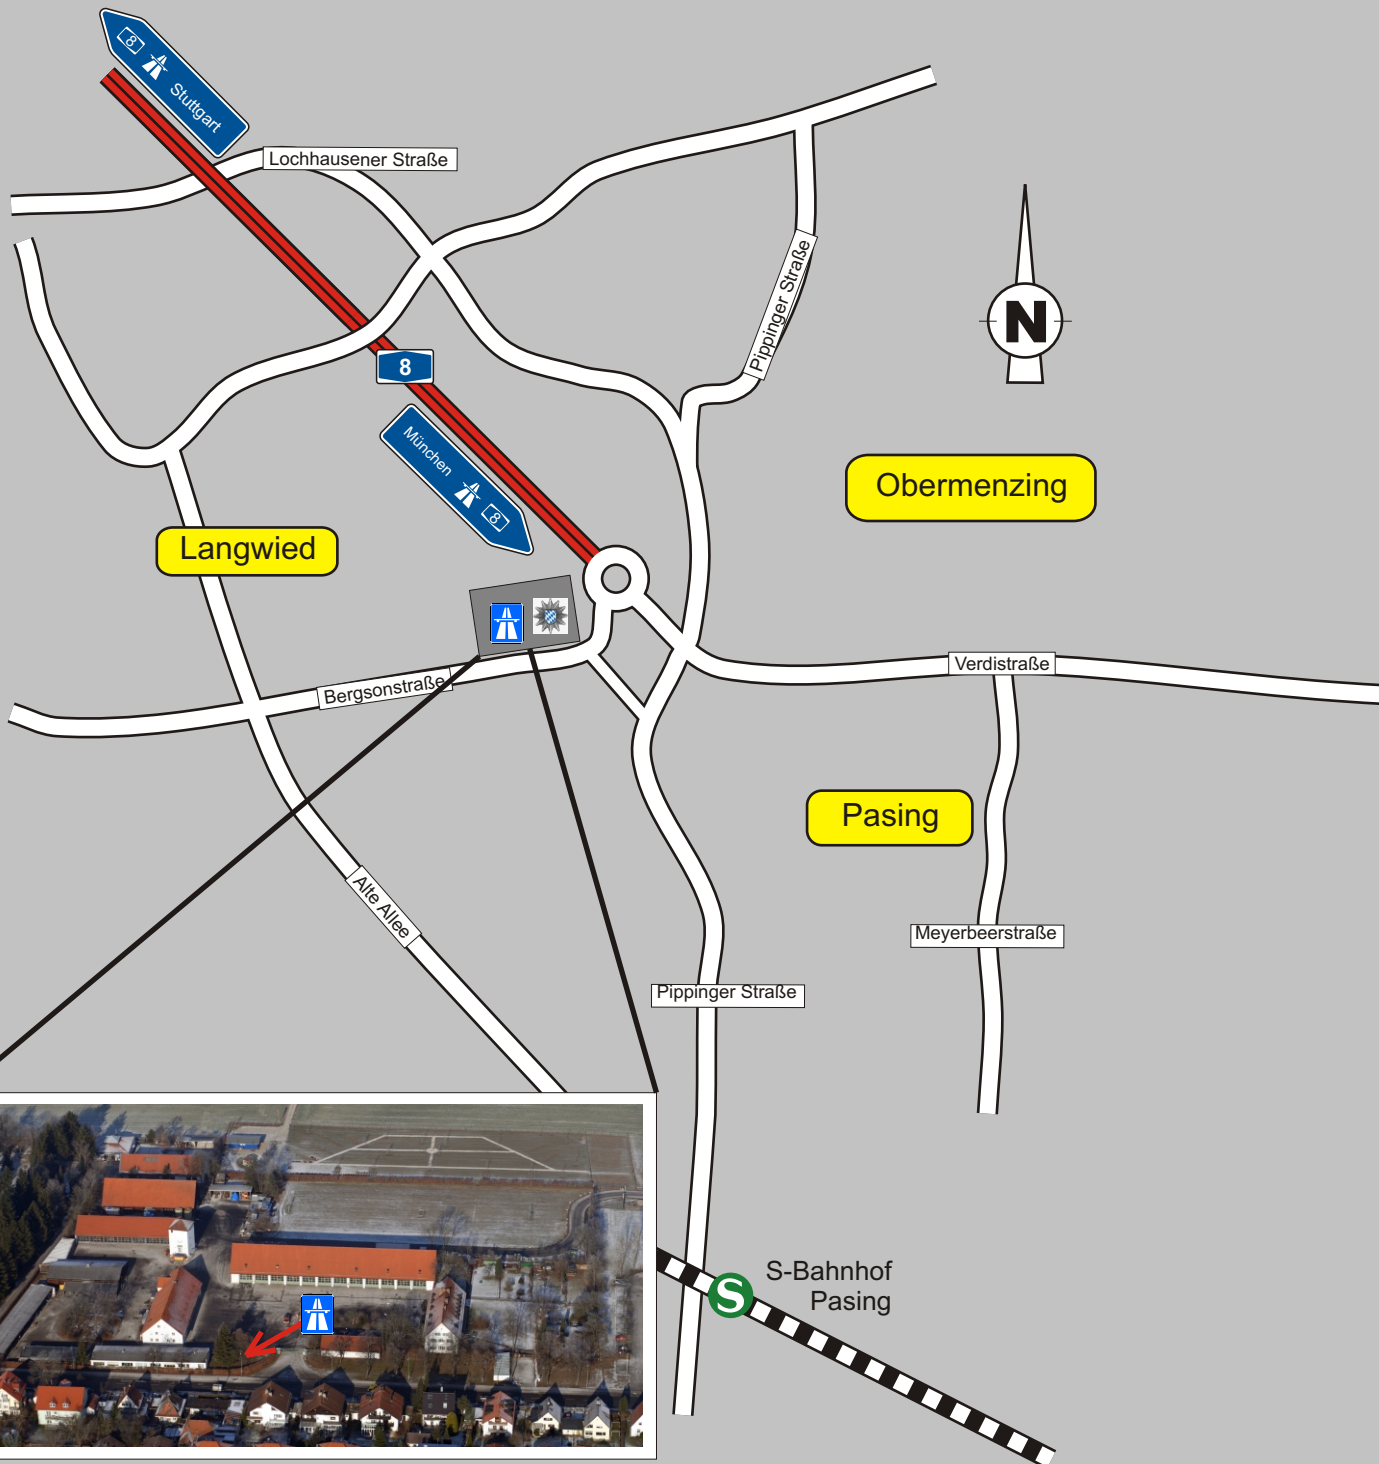 8
Stuttgart
Lochhausener Straße
Pippinger Straße
N
8
München
8
Obermenzing
Langwied
Verdistraße
Bergsonstraße
Pasing
Alte Allee
Meyerbeerstraße
Pippinger Straße
S-Bahnhof
Pasing
S